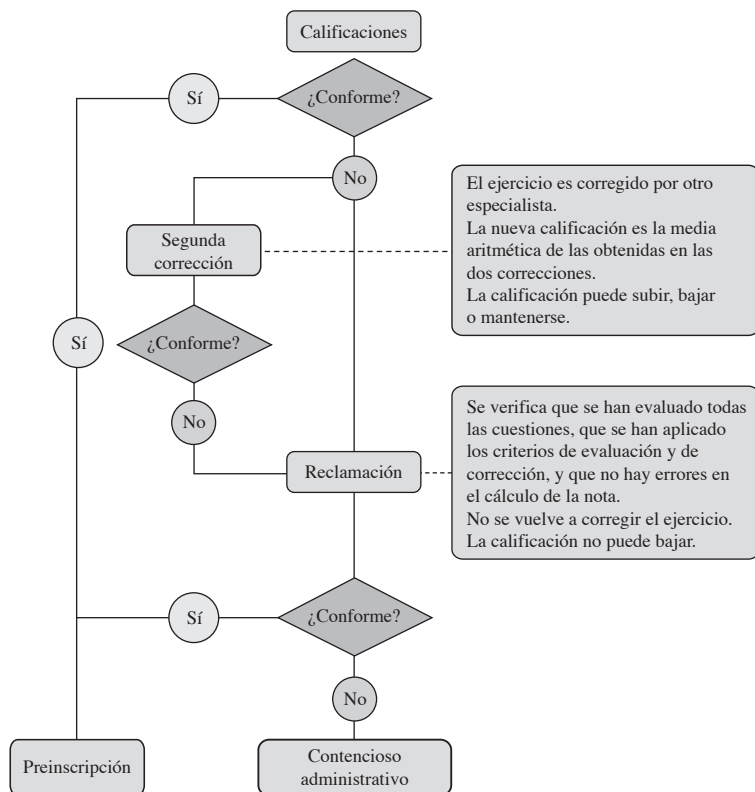 Calificaciones
Sí
¿Conforme?
No
Segunda
corrección
El ejercicio es corregido por otro
especialista.
La nueva calificación es la media
aritmética de las obtenidas en las
dos correcciones.
La calificación puede subir, bajar
o mantenerse.
Sí
¿Conforme?
No
Reclamación
Se verifica que se han evaluado todas
las cuestiones, que se han aplicado
los criterios de evaluación y de
corrección, y que no hay errores en
el cálculo de la nota.
No se vuelve a corregir el ejercicio.
La calificación no puede bajar.
Sí
¿Conforme?
No
Preinscripción
Contencioso
administrativo